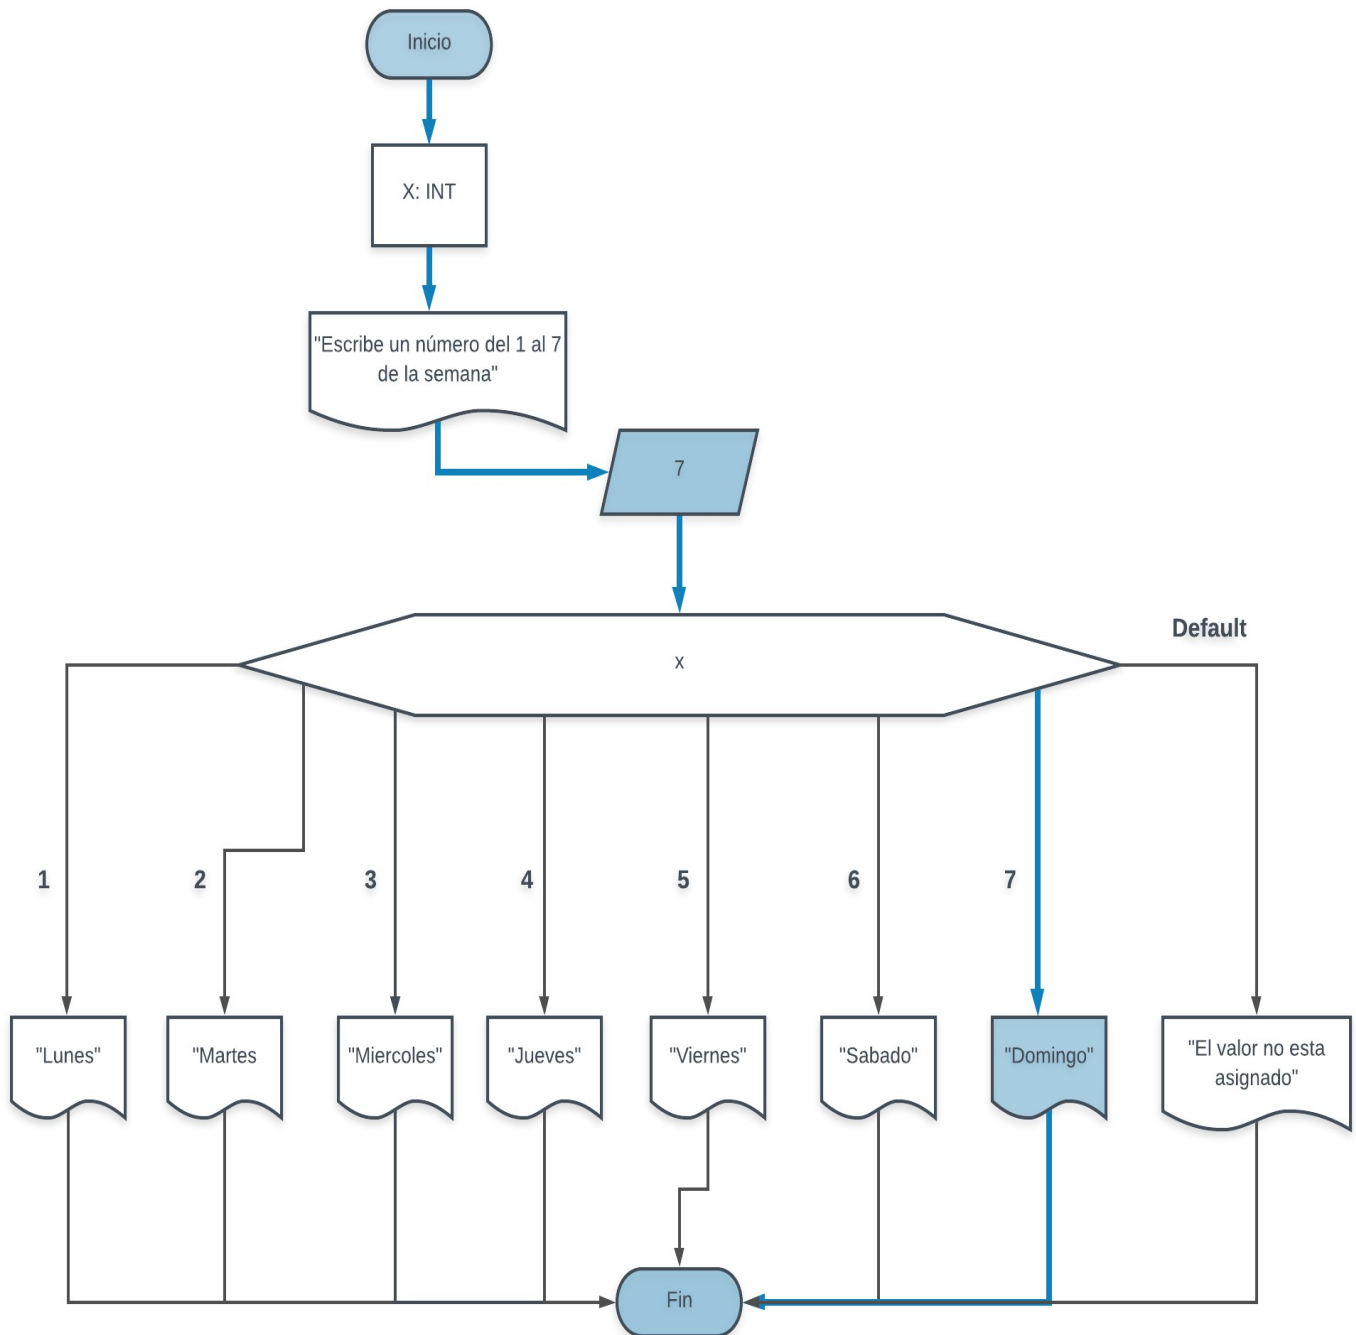 Inicio
X: INT
"Escribe un número del 1 al 7
de la semana"
7
x
Default
1
2
3
4
5
6
7
"Lunes"
"Martes
"Miercoles"
"Jueves"
"Viernes"
"Sabado"
"Domingo"
"El valor no esta
asignado"
Fin